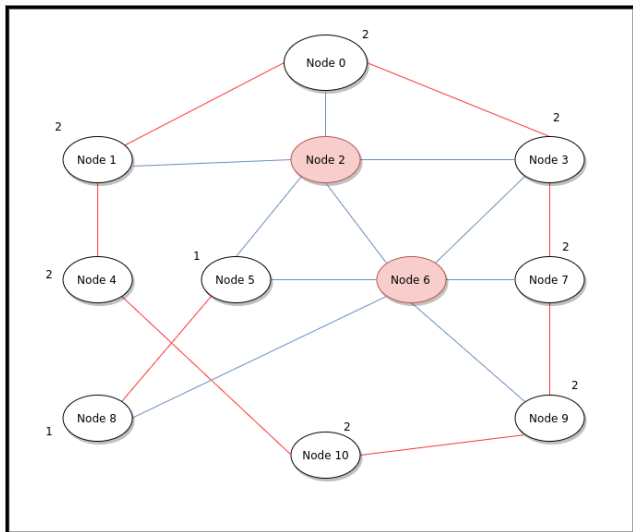 2
Node 0
2
2
Node 1
Node 2
Node 3
2
1
2
Node 4
Node 5
Node 6
Node 7
2
Node 8
Node 9
1
2
Node 10